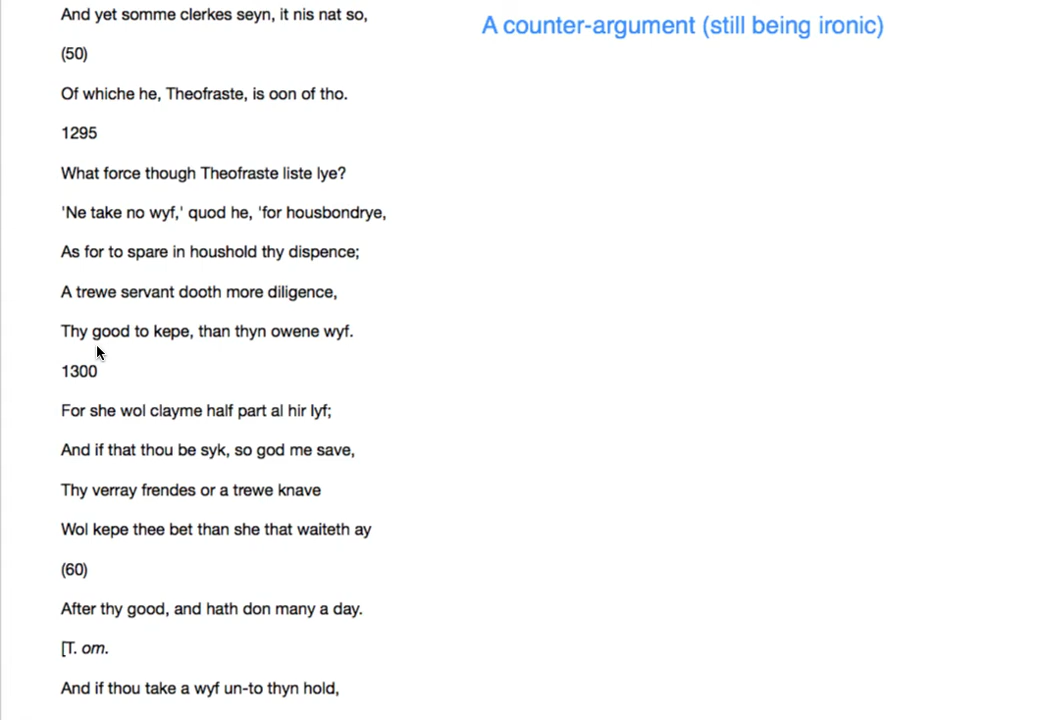 And yet somme clerkes seyn, it nis nat so,
A counter-argument (still being ironic)
(50)
Of whiche he, Theofraste, is oon of tho.
1295
What force though Theofraste liste lye?
'Ne take no wyf,' quod he, 'for housbondrye,
As for to spare in houshold thy dispence;
A trewe servant dooth more diligence,
Thy good to kepe, than thyn owene wyf.
1300
For she wol clayme half part al hir lyf;
And if that thou be syk, so god me save,
Thy verray frendes or a trewe knave
Wol kepe thee bet than she that waiteth ay
(60)
After thy good, and hath don many a day.
[T. om.
And if thou take a wyf un-to thyn hold,